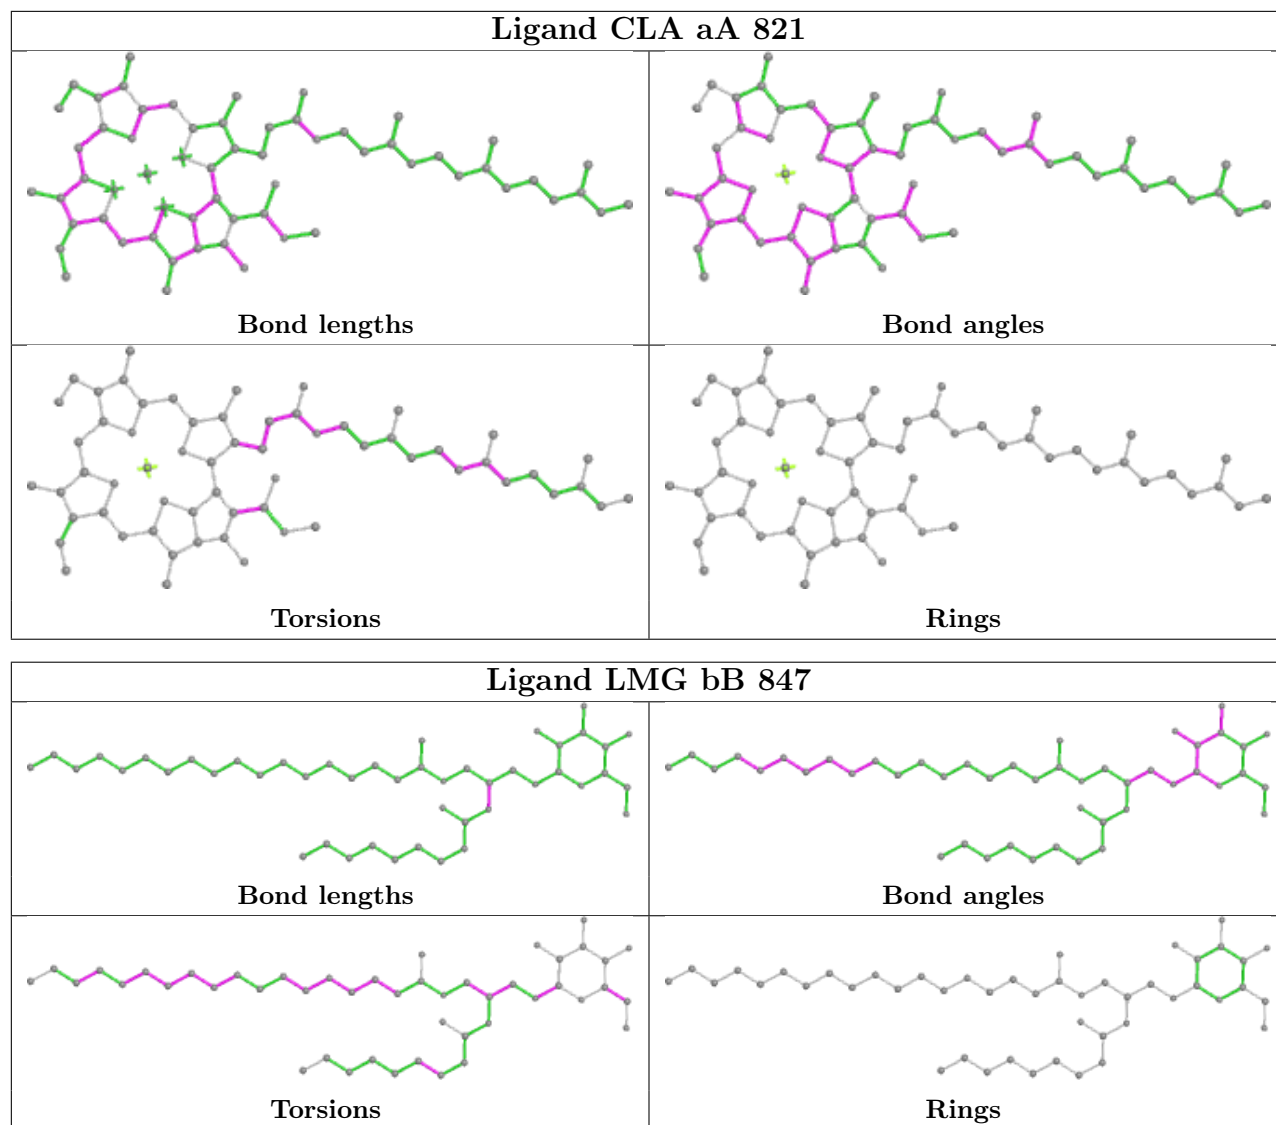 Ligand CLA aA 821
Bond lengths
Bond angles
Torsions
Rings
Ligand LMG bB 847
Bond lengths
Bond angles
Torsions
Rings